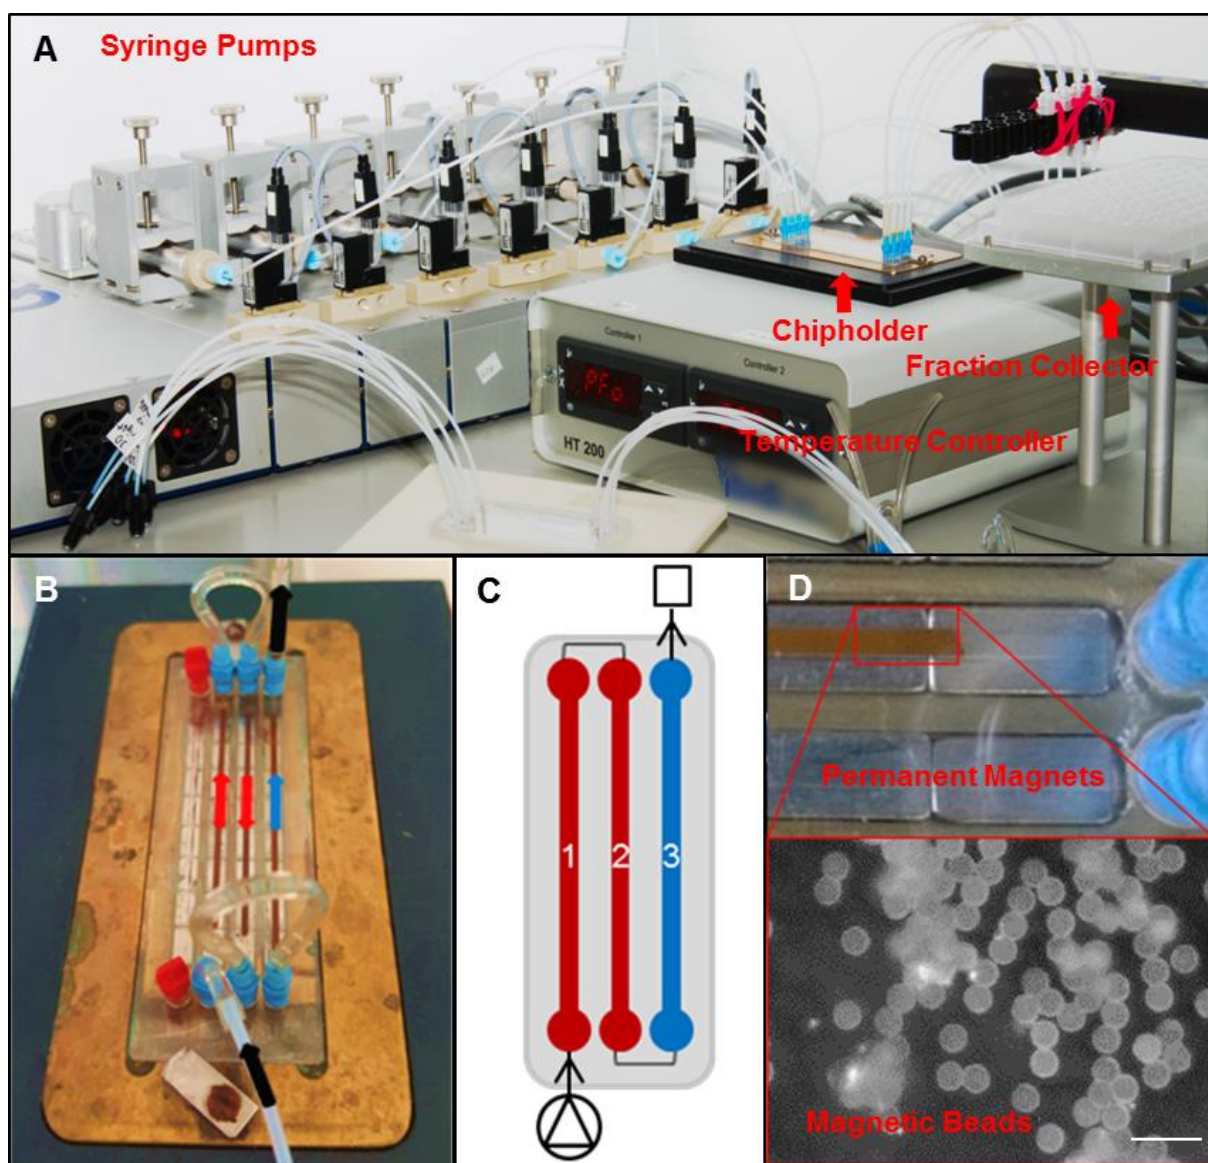 A
Syringe Pumps
Chipholder
Fraction Collector
Controller 1
Controller 2
PFo
Temperature Controller
HT 200
B
C
1
2
3
D
Permanent Magnets
Magnetic Beads